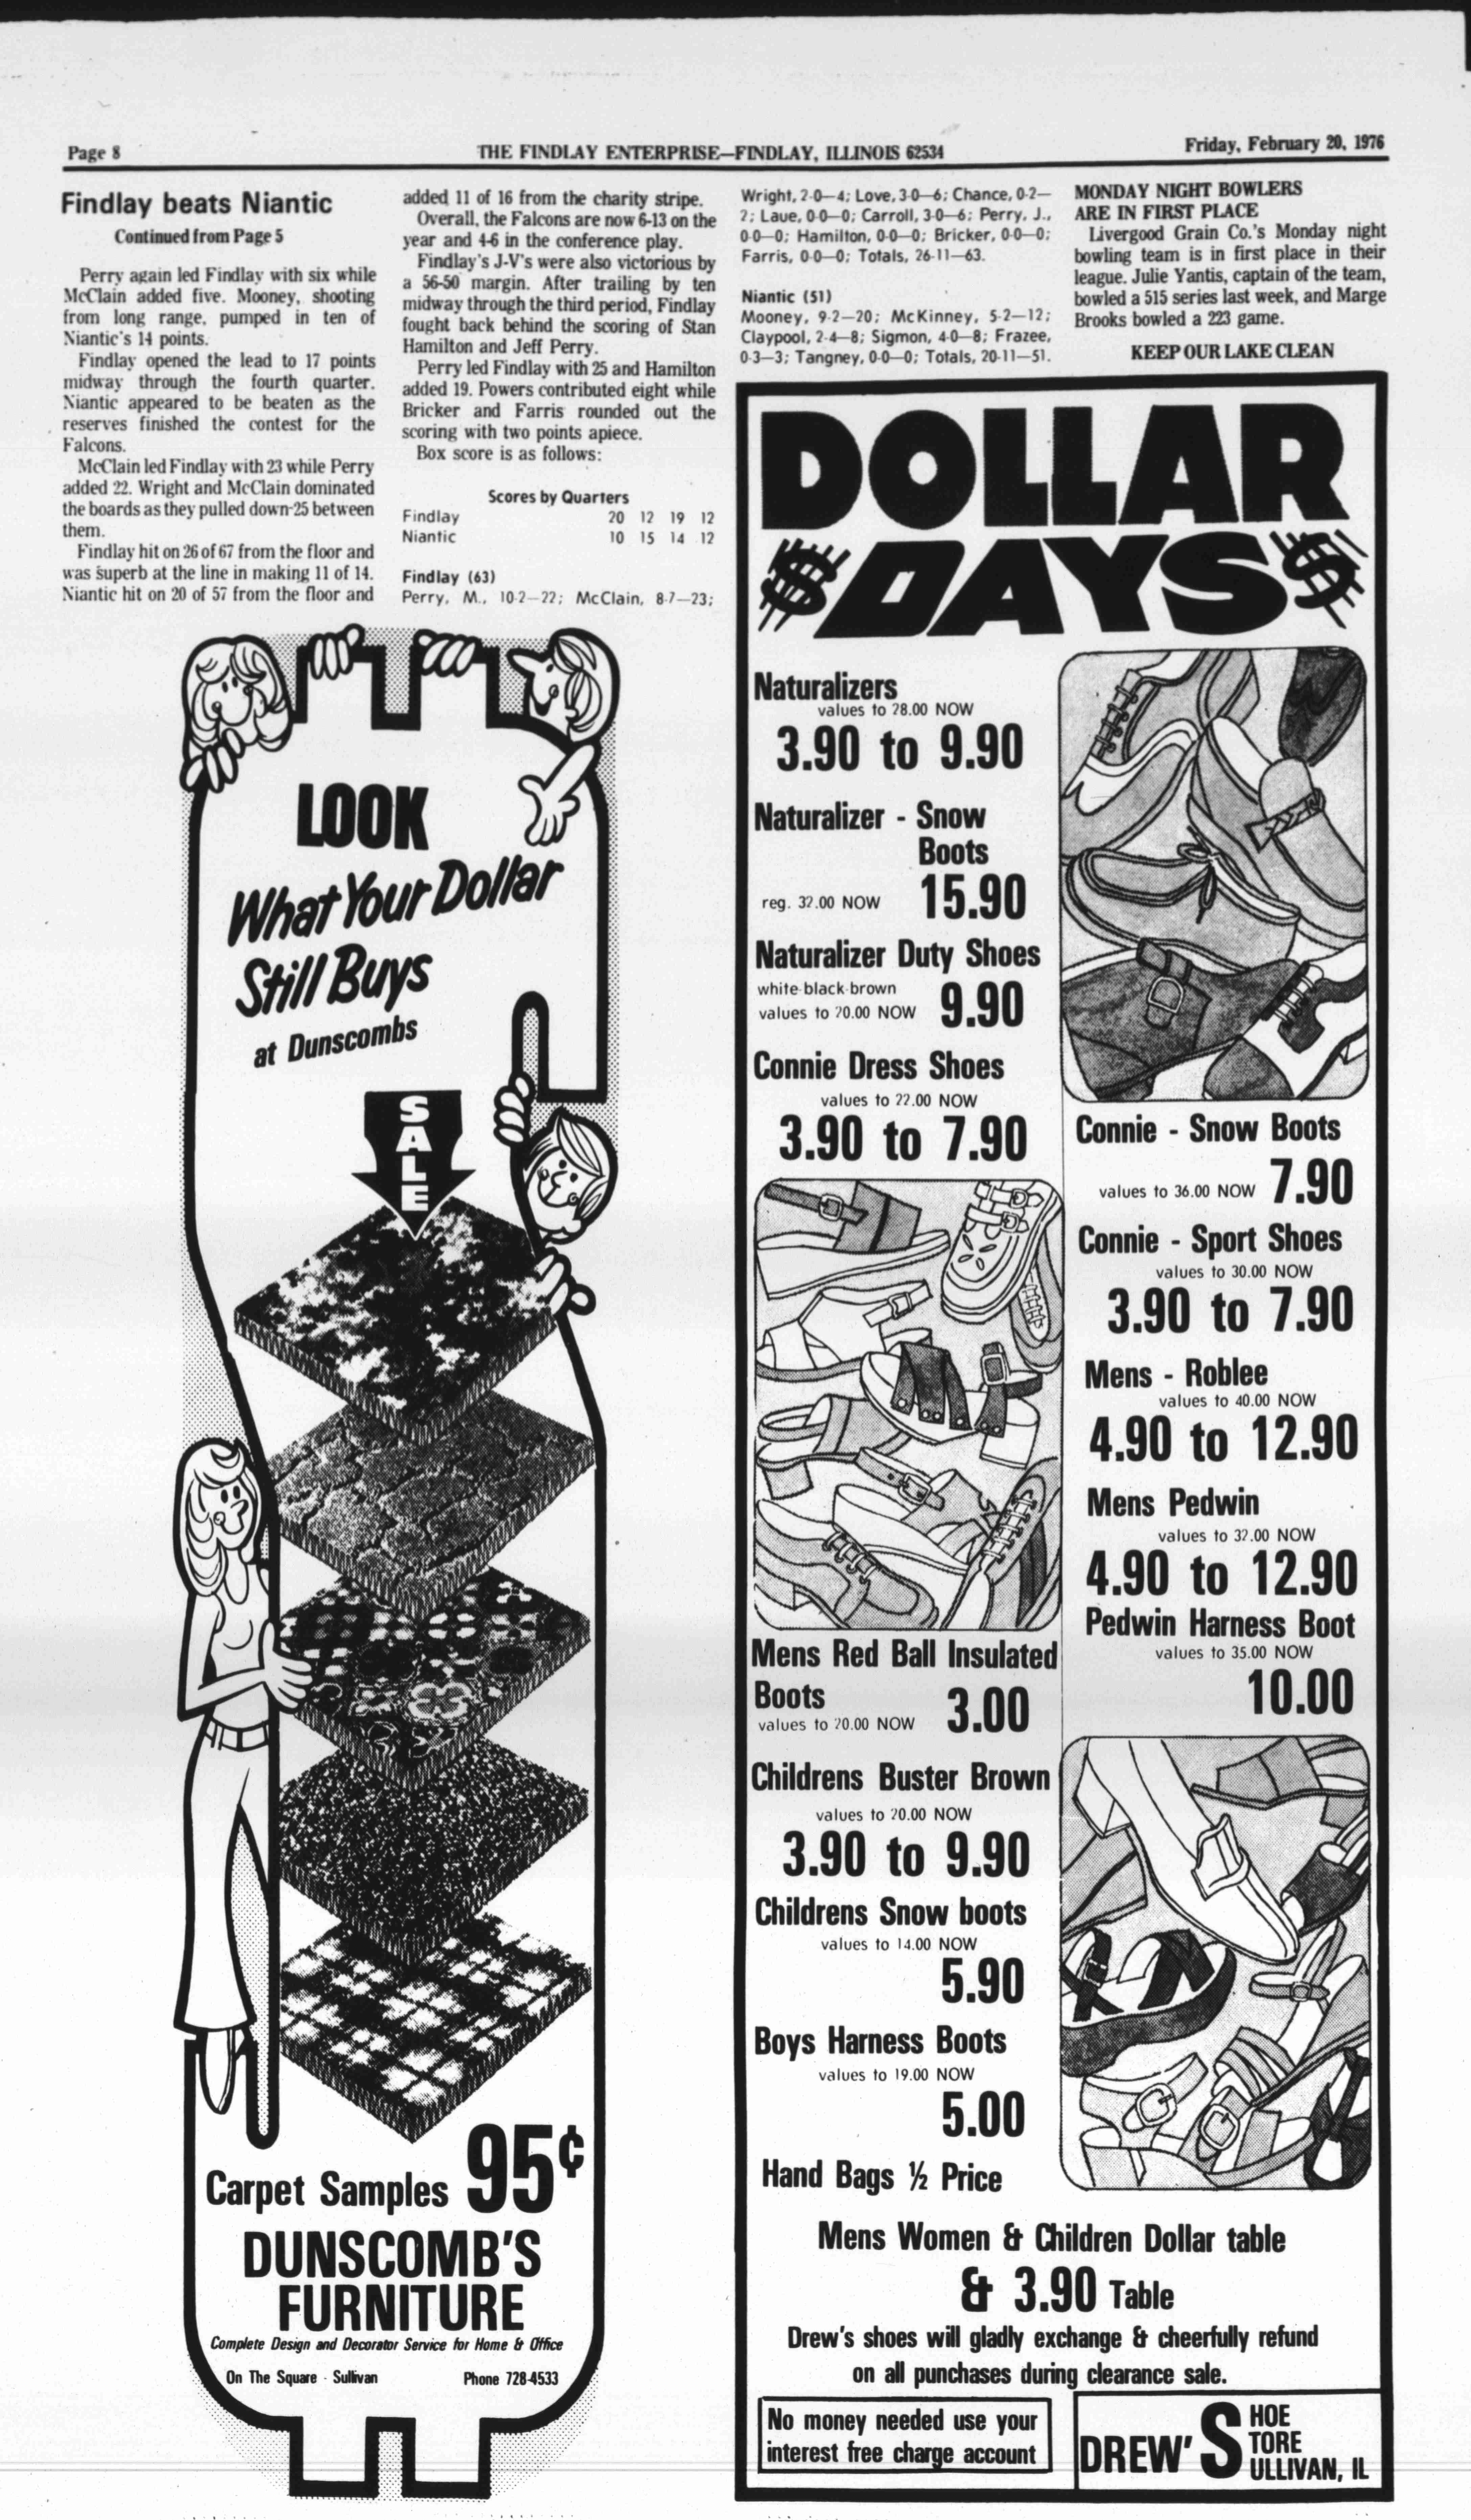 Page 8
THE FINDLAY ENTERPRISE—FINDLAY, ILLINOIS 62534
Friday, February 20, 1976
Findlay beats Niantic
Continued from Page 5
Perry again led Findlay with six while
McClain added five. Mooney, shooting
from long range, pumped in ten of
Niantic's 14 points.
Findlay opened the lead to 17 points
midway through the fourth quarter.
Niantic appeared to be beaten as the
reserves finished the contest for the
Falcons.
McClain led Findlay with 23 while Perry
added 22. Wright and McClain dominated
the boards as they pulled down 25 between
them.
Findlay hit on 26 of 67 from the floor and
was superb at the line in making 11 of 14.
Niantic hit on 20 of 57 from the floor and
added 11 of 16 from the charity stripe.
Overall, the Falcons are now 6-13 on the
year and 4-6 in the conference play.
Findlay's J-V's were also victorious by
a 56-50 margin. After trailing by ten
midway through the third period, Findlay
fought back behind the scoring of Stan
Hamilton and Jeff Perry.
Perry led Findlay with 25 and Hamilton
added 19. Powers contributed eight while
Bricker and Farris rounded out the
scoring with two points apiece.
Box score is as follows:
Scores by Quarters
Findlay 20 12 19 12
Niantic 10 15 14 12
Findlay (63)
Perry, M., 10-2—22; McClain, 8-7—23;
Wright, 2-0—4; Love, 3-0—6; Chance, 0-2—
2; Laue, 0-0—0; Carroll, 3-0—6; Perry, J.,
0-0—0; Hamilton, 0-0—0; Bricker, 0-0—0;
Farris, 0-0—0; Totals, 26-11—63.
Niantic (51)
Mooney, 9-2—20; McKinney, 5-2—12;
Claypool, 2-4—8; Sigmon, 4-0—8; Frazee,
0-3—3; Tangney, 0-0—0; Totals, 20-11—51.
MONDAY NIGHT BOWLERS
ARE IN FIRST PLACE
Livergood Grain Co.'s Monday night
bowling team is in first place in their
league. Julie Yantis, captain of the team,
bowled a 515 series last week, and Marge
Brooks bowled a 223 game.
KEEP OUR LAKE CLEAN
LOOK
What Your Dollar
Still Buys
at Dunscombs
SALE
Carpet Samples 95¢
DUNSCOMB'S
FURNITURE
Complete Design and Decorator Service for Home & Office
On The Square - Sullivan Phone 728-4533
DOLLAR
$ DAYS $
Naturalizers
values to 28.00 NOW
3.90 to 9.90
Naturalizer - Snow
Boots
reg. 32.00 NOW 15.90
Naturalizer Duty Shoes
white-black-brown
values to 20.00 NOW 9.90
Connie Dress Shoes
values to 22.00 NOW
3.90 to 7.90
Connie - Snow Boots
values to 36.00 NOW 7.90
Connie - Sport Shoes
values to 30.00 NOW
3.90 to 7.90
Mens - Roblee
values to 40.00 NOW
4.90 to 12.90
Mens Pedwin
values to 32.00 NOW
4.90 to 12.90
Pedwin Harness Boot
values to 35.00 NOW
10.00
Mens Red Ball Insulated
Boots
values to 20.00 NOW 3.00
Childrens Buster Brown
values to 20.00 NOW
3.90 to 9.90
Childrens Snow boots
values to 14.00 NOW
5.90
Boys Harness Boots
values to 19.00 NOW
5.00
Hand Bags ½ Price
Mens Women & Children Dollar table
& 3.90 Table
Drew's shoes will gladly exchange & cheerfully refund
on all punchases during clearance sale.
No money needed use your
interest free charge account
DREW'S SHOE
STORE
SULLIVAN, IL